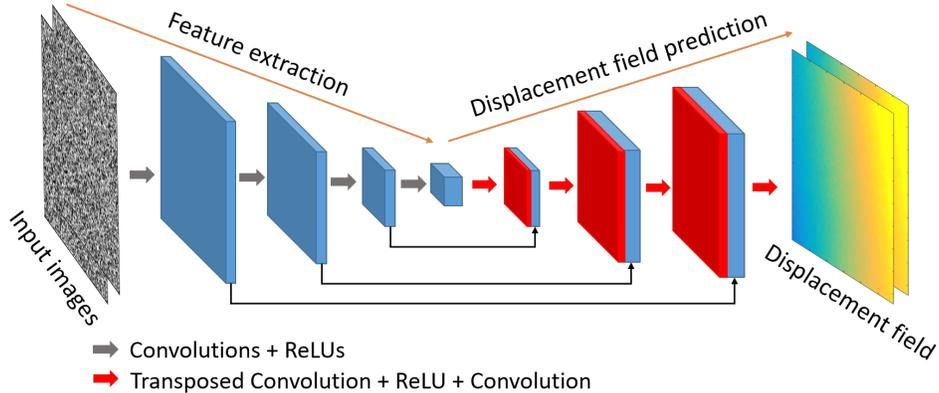 Feature extraction
Displacement field prediction
Input images
Displacement field
Convolutions + ReLUs
Transposed Convolution + ReLU + Convolution